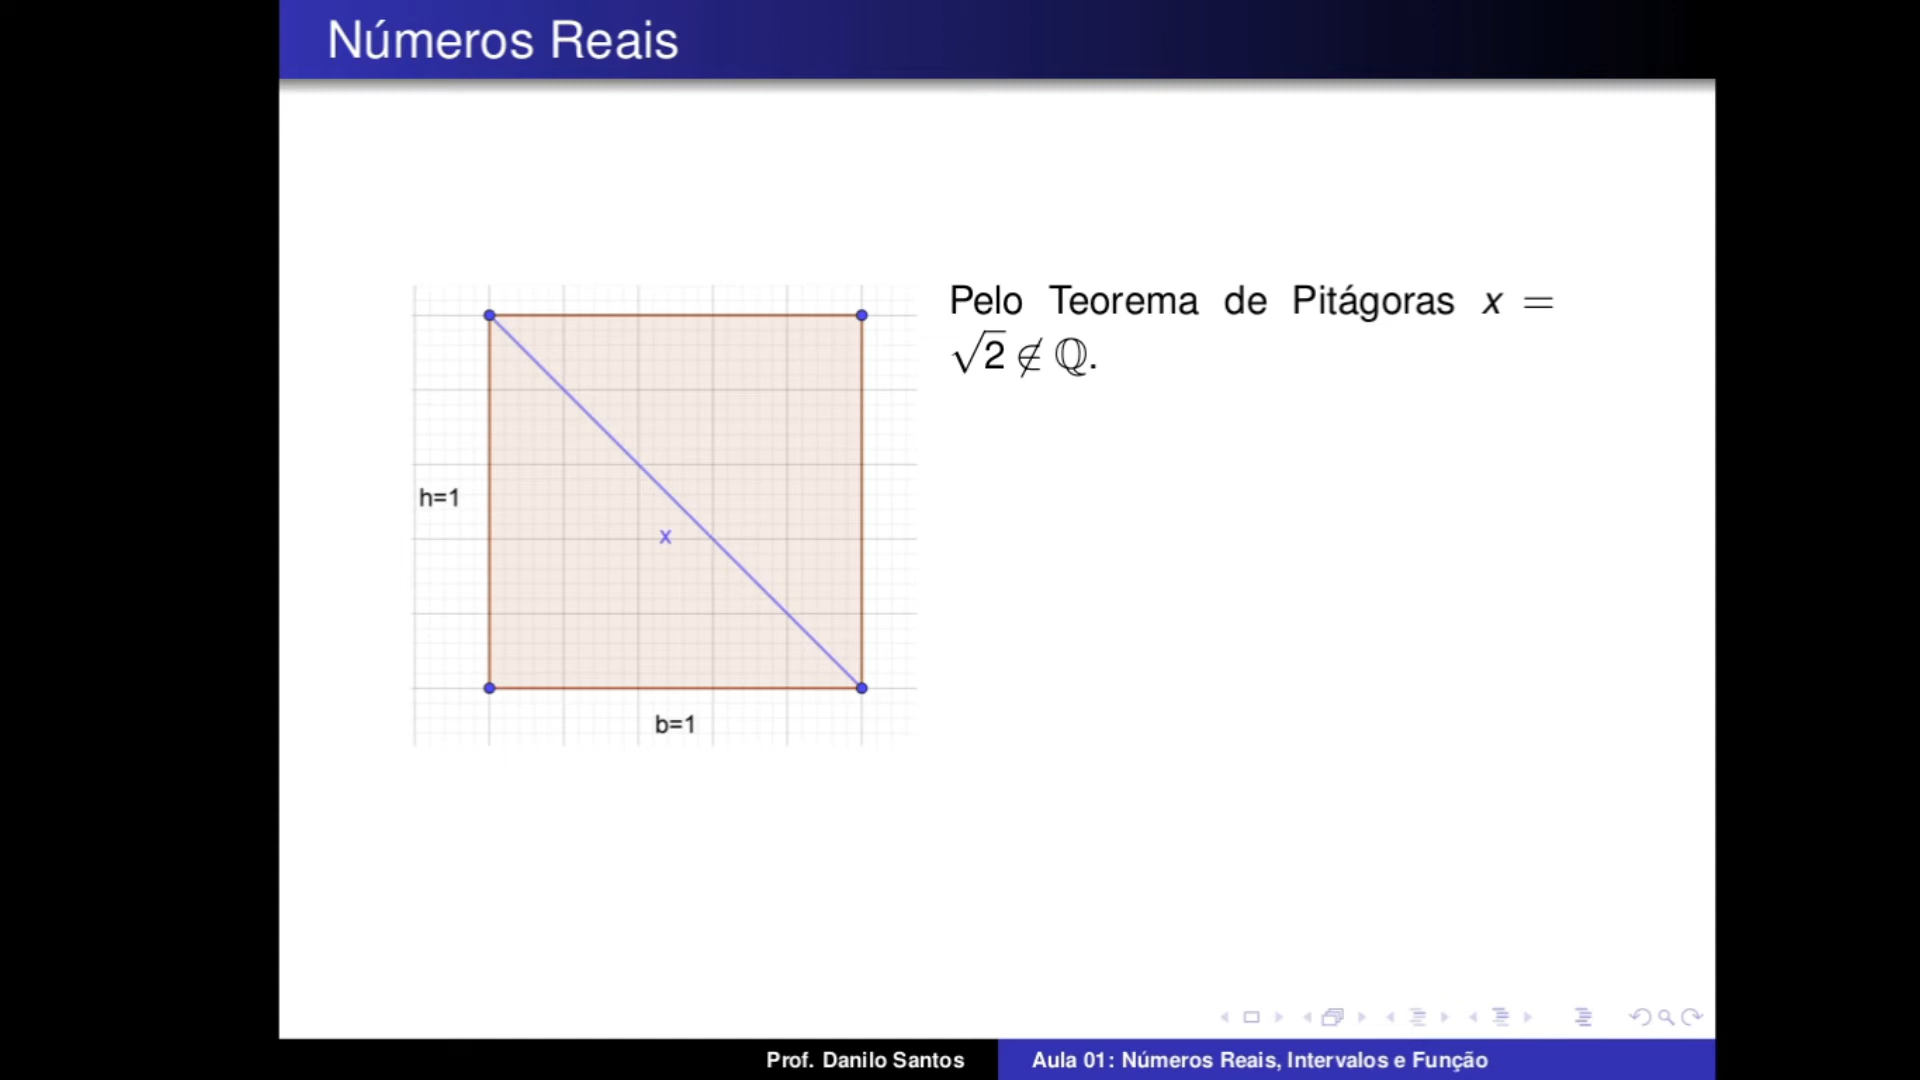 Números Reais
Pelo Teorema de Pitágoras x =
√2 ∉ ℚ.
h=1
x
b=1
Prof. Danilo Santos
Aula 01: Números Reais, Intervalos e Função